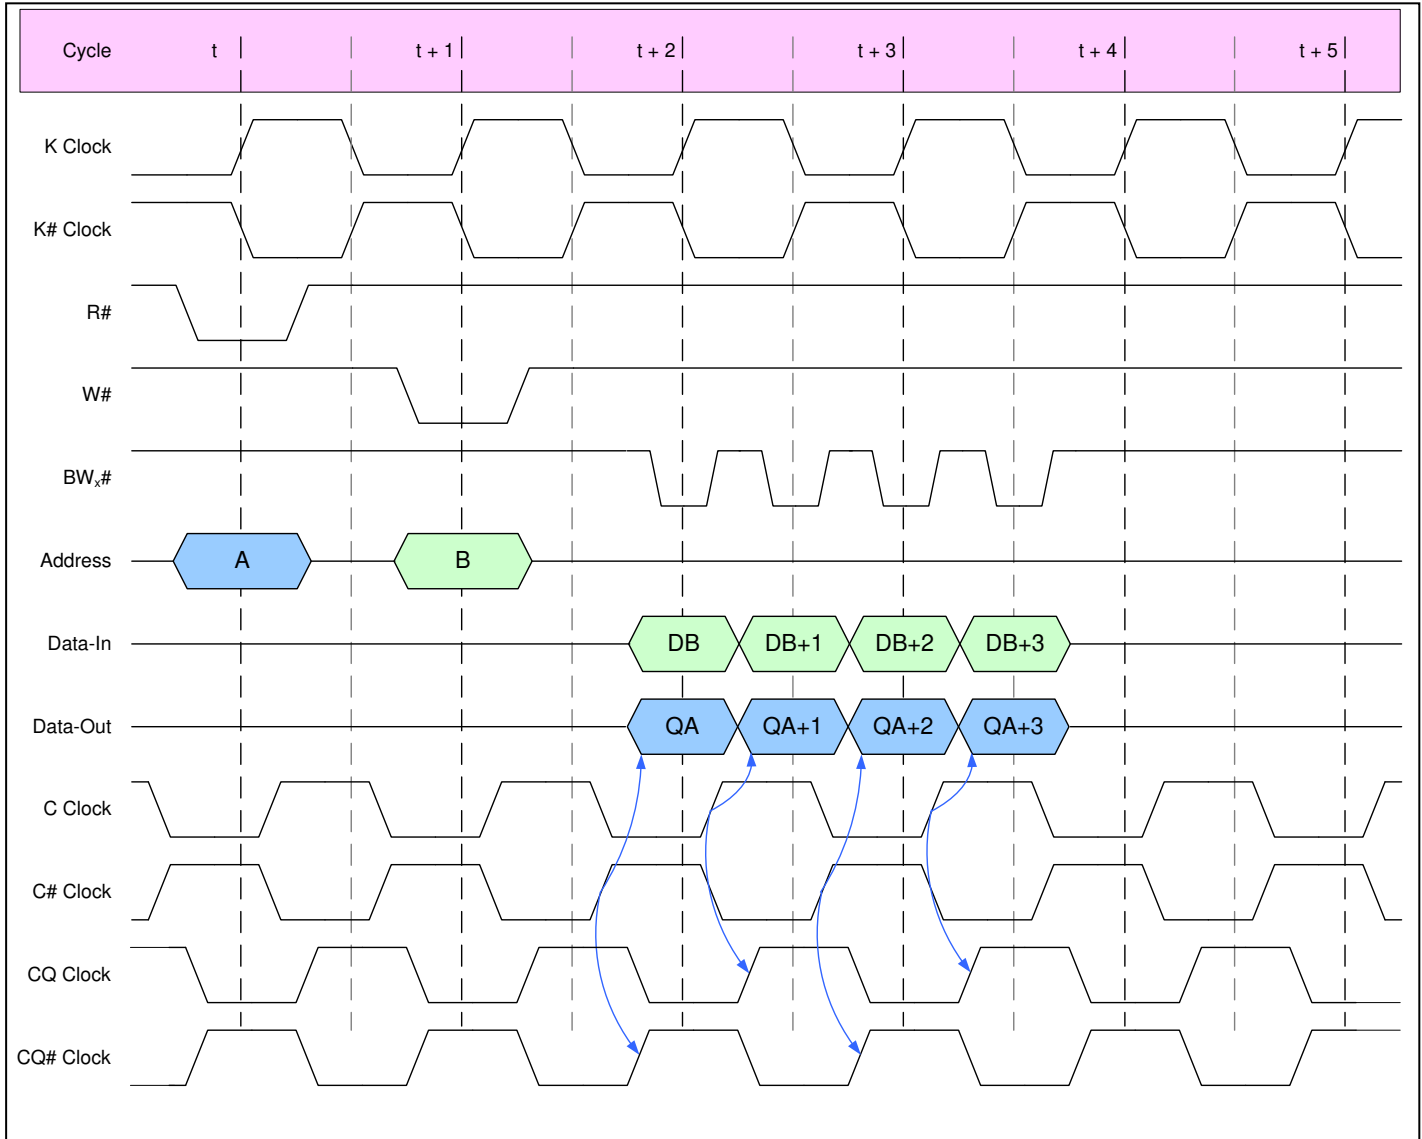 Cycle t t + 1 t + 2 t + 3 t + 4 t + 5
K Clock
K# Clock
R#
W#
BWx#
Address A B
Data-In DB DB+1 DB+2 DB+3
Data-Out QA QA+1 QA+2 QA+3
C Clock
C# Clock
CQ Clock
CQ# Clock